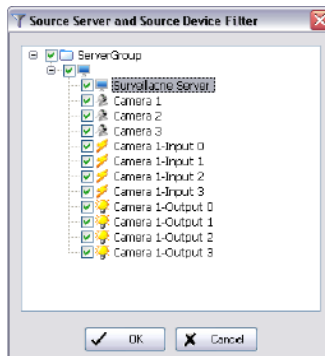 Source Server and Source Device Filter
ServerGroup
Surveillacne Server
Camera 1
Camera 2
Camera 3
Camera 1-Input 0
Camera 1-Input 1
Camera 1-Input 2
Camera 1-Input 3
Camera 1-Output 0
Camera 1-Output 1
Camera 1-Output 2
Camera 1-Output 3
OK
Cancel